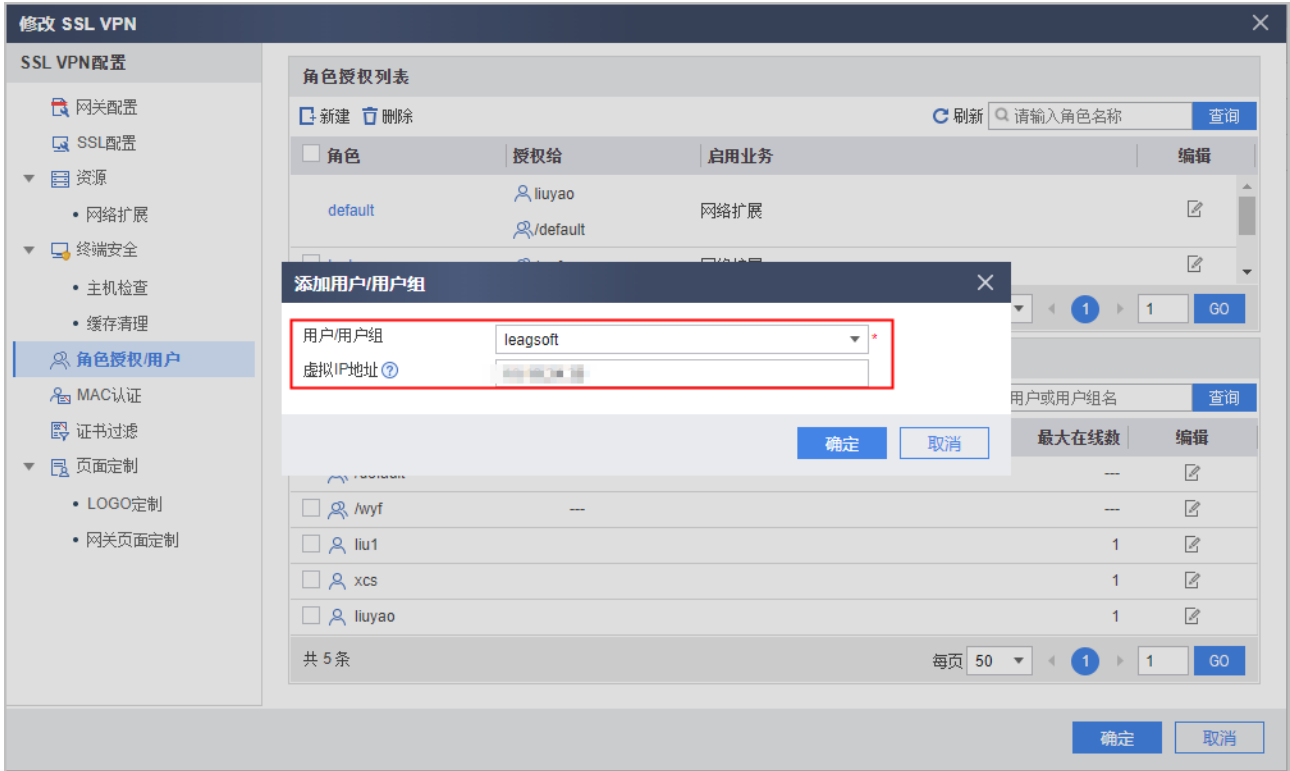 修改 SSL VPN
SSL VPN配置
网关配置
SSL配置
资源
• 网络扩展
终端安全
• 主机检查
• 缓存清理
角色授权/用户
MAC认证
证书过滤
页面定制
• LOGO定制
• 网关页面定制
角色授权列表
新建 删除 刷新 请输入角色名称 查询
角色 授权给 启用业务 编辑
default liuyao 网络扩展
/default
网络扩展
添加用户/用户组
用户/用户组 leagsoft *
虚拟IP地址
确定 取消
1 1 GO
用户或用户组名 查询
最大在线数 编辑
/default ---
/wyf --- ---
liu1 1
xcs 1
liuyao 1
共 5 条 每页 50 1 1 GO
确定 取消